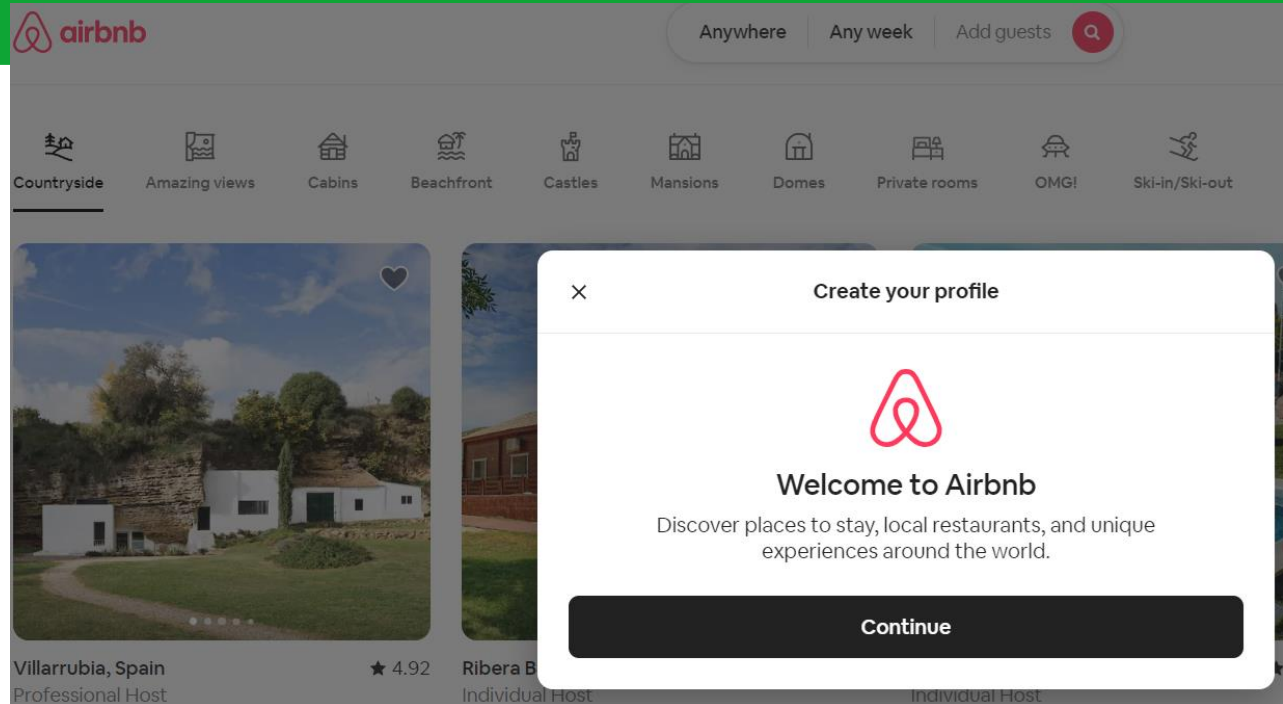 airbnb
Anywhere Any week Add guests
Countryside Amazing views Cabins Beachfront Castles Mansions Domes Private rooms OMG! Ski-in/Ski-out
Create your profile
Welcome to Airbnb
Discover places to stay, local restaurants, and unique
experiences around the world.
Continue
Villarrubia, Spain ★ 4.92 Ribera B
Professional Host Individual Host Individual Host